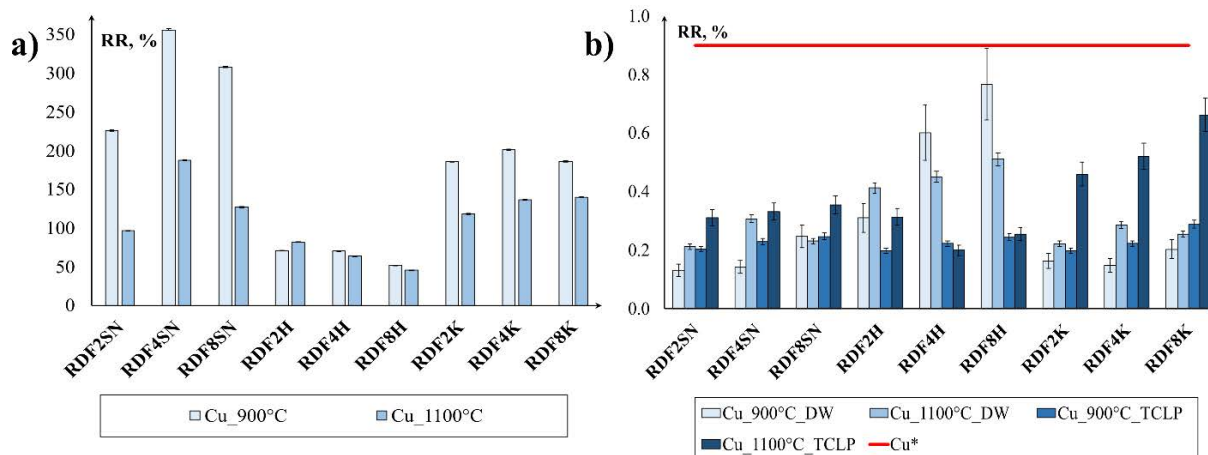 a)
RR, %
350
300
250
200
150
100
50
0
RDF2SN
RDF4SN
RDF8SN
RDF2H
RDF4H
RDF8H
RDF2K
RDF4K
RDF8K
Cu_900°C
Cu_1100°C
b)
RR, %
1.0
0.8
0.6
0.4
0.2
0.0
RDF2SN
RDF4SN
RDF8SN
RDF2H
RDF4H
RDF8H
RDF2K
RDF4K
RDF8K
Cu_900°C_DW
Cu_1100°C_DW
Cu_900°C_TCLP
Cu_1100°C_TCLP
Cu*